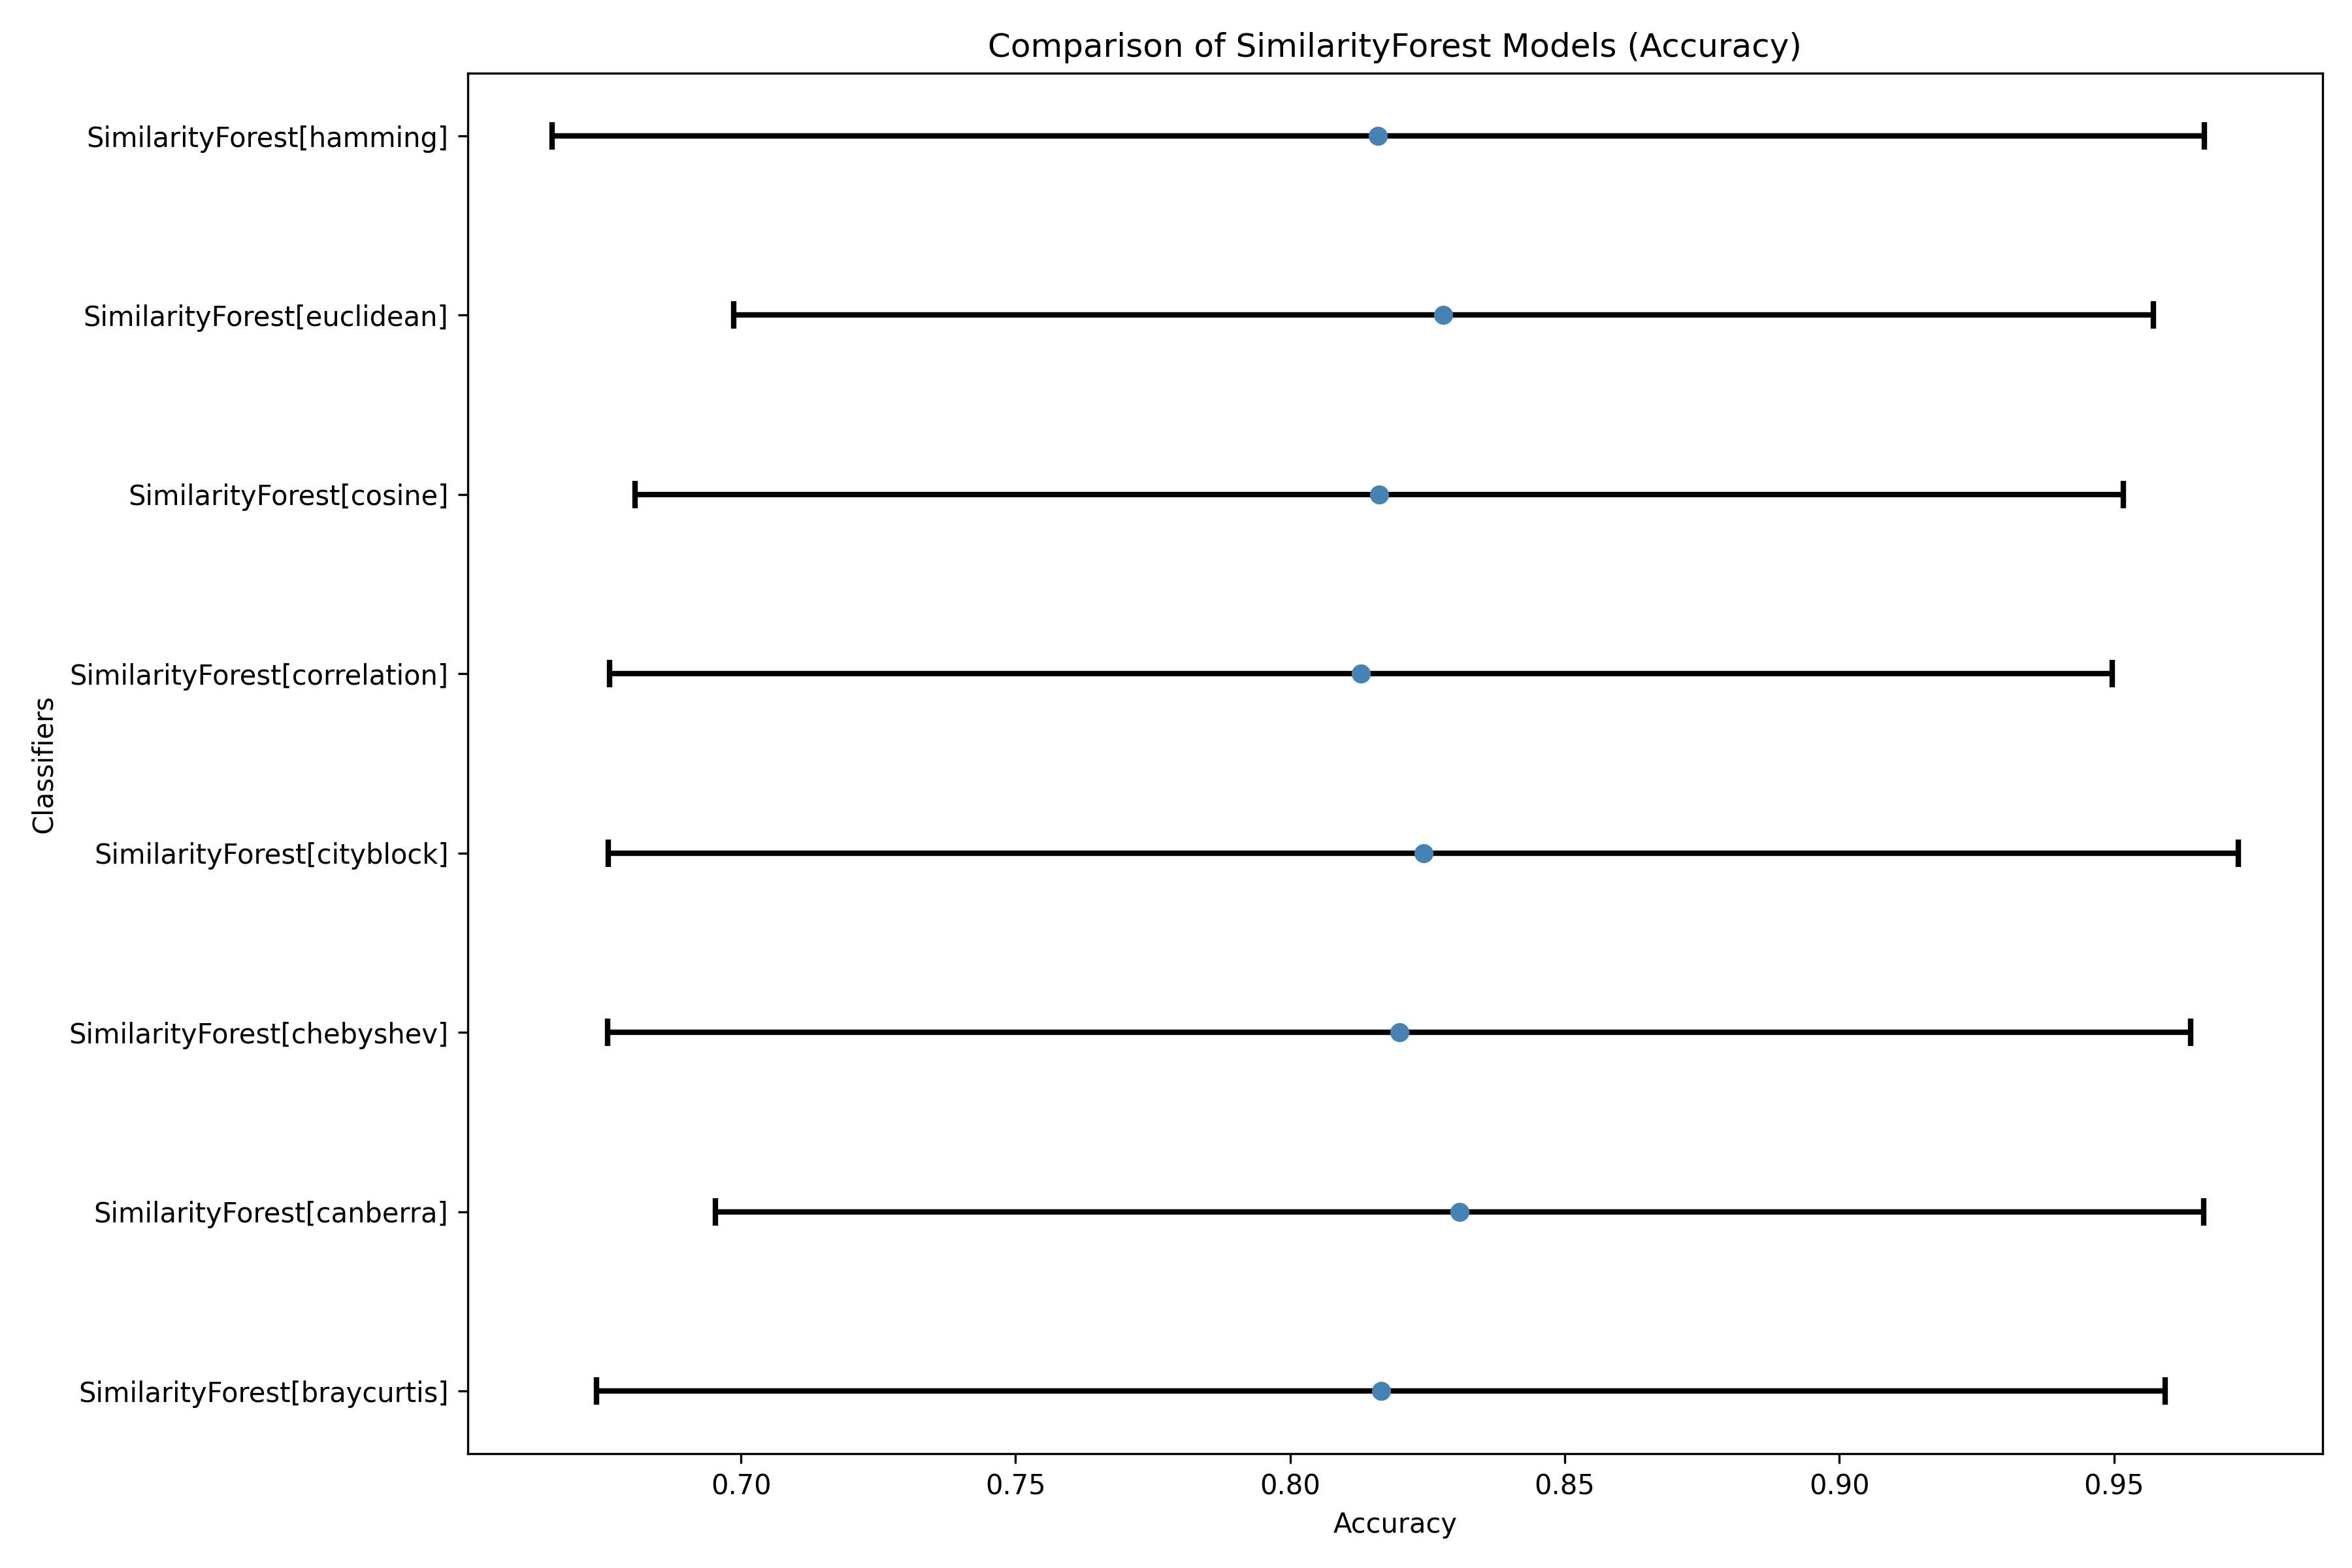 Comparison of SimilarityForest Models (Accuracy)
Classifiers
SimilarityForest[hamming]
SimilarityForest[euclidean]
SimilarityForest[cosine]
SimilarityForest[correlation]
SimilarityForest[cityblock]
SimilarityForest[chebyshev]
SimilarityForest[canberra]
SimilarityForest[braycurtis]
0.70 0.75 0.80 0.85 0.90 0.95
Accuracy